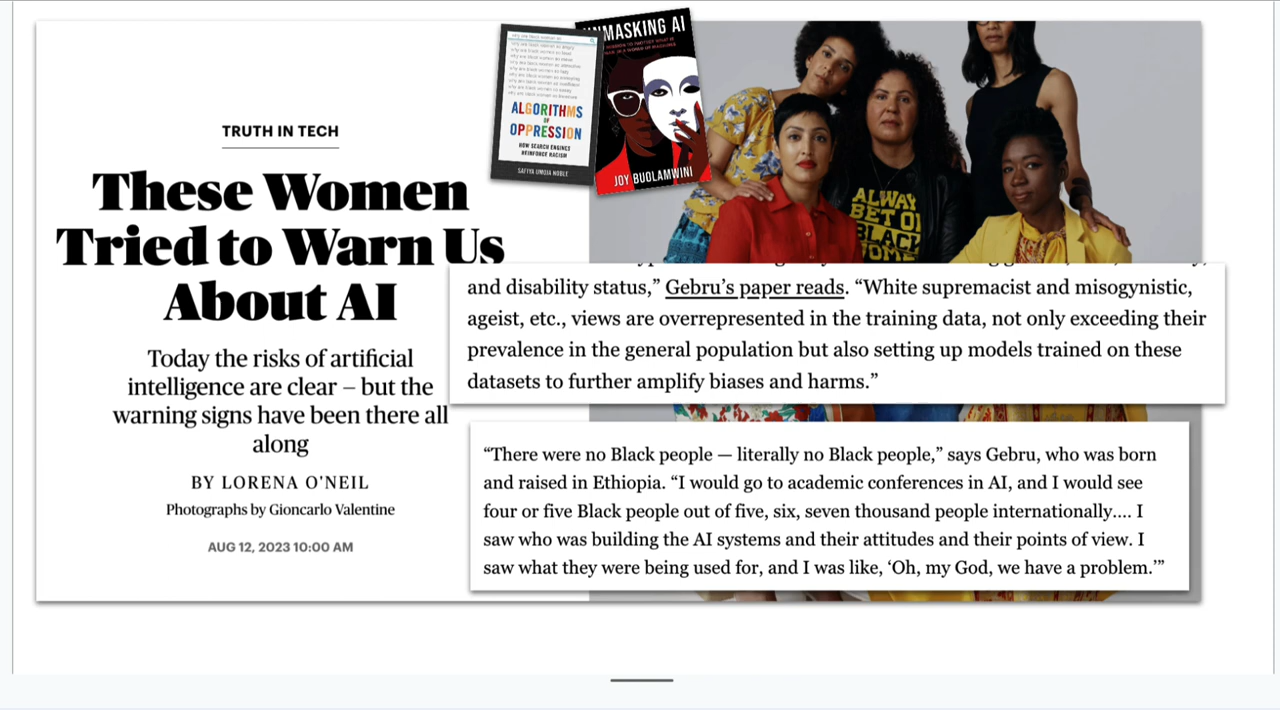 TRUTH IN TECH
These Women
Tried to Warn Us
About AI
Today the risks of artificial
intelligence are clear – but the
warning signs have been there all
along
BY LORENA O'NEIL
Photographs by Gioncarlo Valentine
AUG 12, 2023 10:00 AM
ALGORITHMS
OF
OPPRESSION
HOW SEARCH ENGINES
REINFORCE RACISM
SAFIYA UMOJA NOBLE
UNMASKING AI
JOY BUOLAMWINI
ALWAY
BET ON
BLACK
WOME
and disability status,” Gebru’s paper reads. “White supremacist and misogynistic,
ageist, etc., views are overrepresented in the training data, not only exceeding their
prevalence in the general population but also setting up models trained on these
datasets to further amplify biases and harms.”
“There were no Black people — literally no Black people,” says Gebru, who was born
and raised in Ethiopia. “I would go to academic conferences in AI, and I would see
four or five Black people out of five, six, seven thousand people internationally.... I
saw who was building the AI systems and their attitudes and their points of view. I
saw what they were being used for, and I was like, ‘Oh, my God, we have a problem.’”